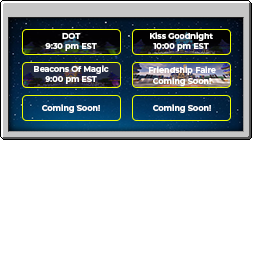 DOT
9:30 pm EST
Kiss Goodnight
10:00 pm EST
Beacons Of Magic
9:00 pm EST
Friendship Faire
Coming Soon!
Coming Soon!
Coming Soon!